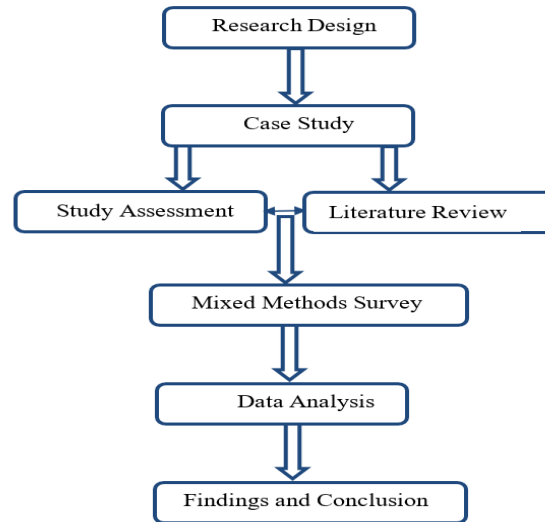 Research Design
Case Study
Study Assessment
Literature Review
Mixed Methods Survey
Data Analysis
Findings and Conclusion